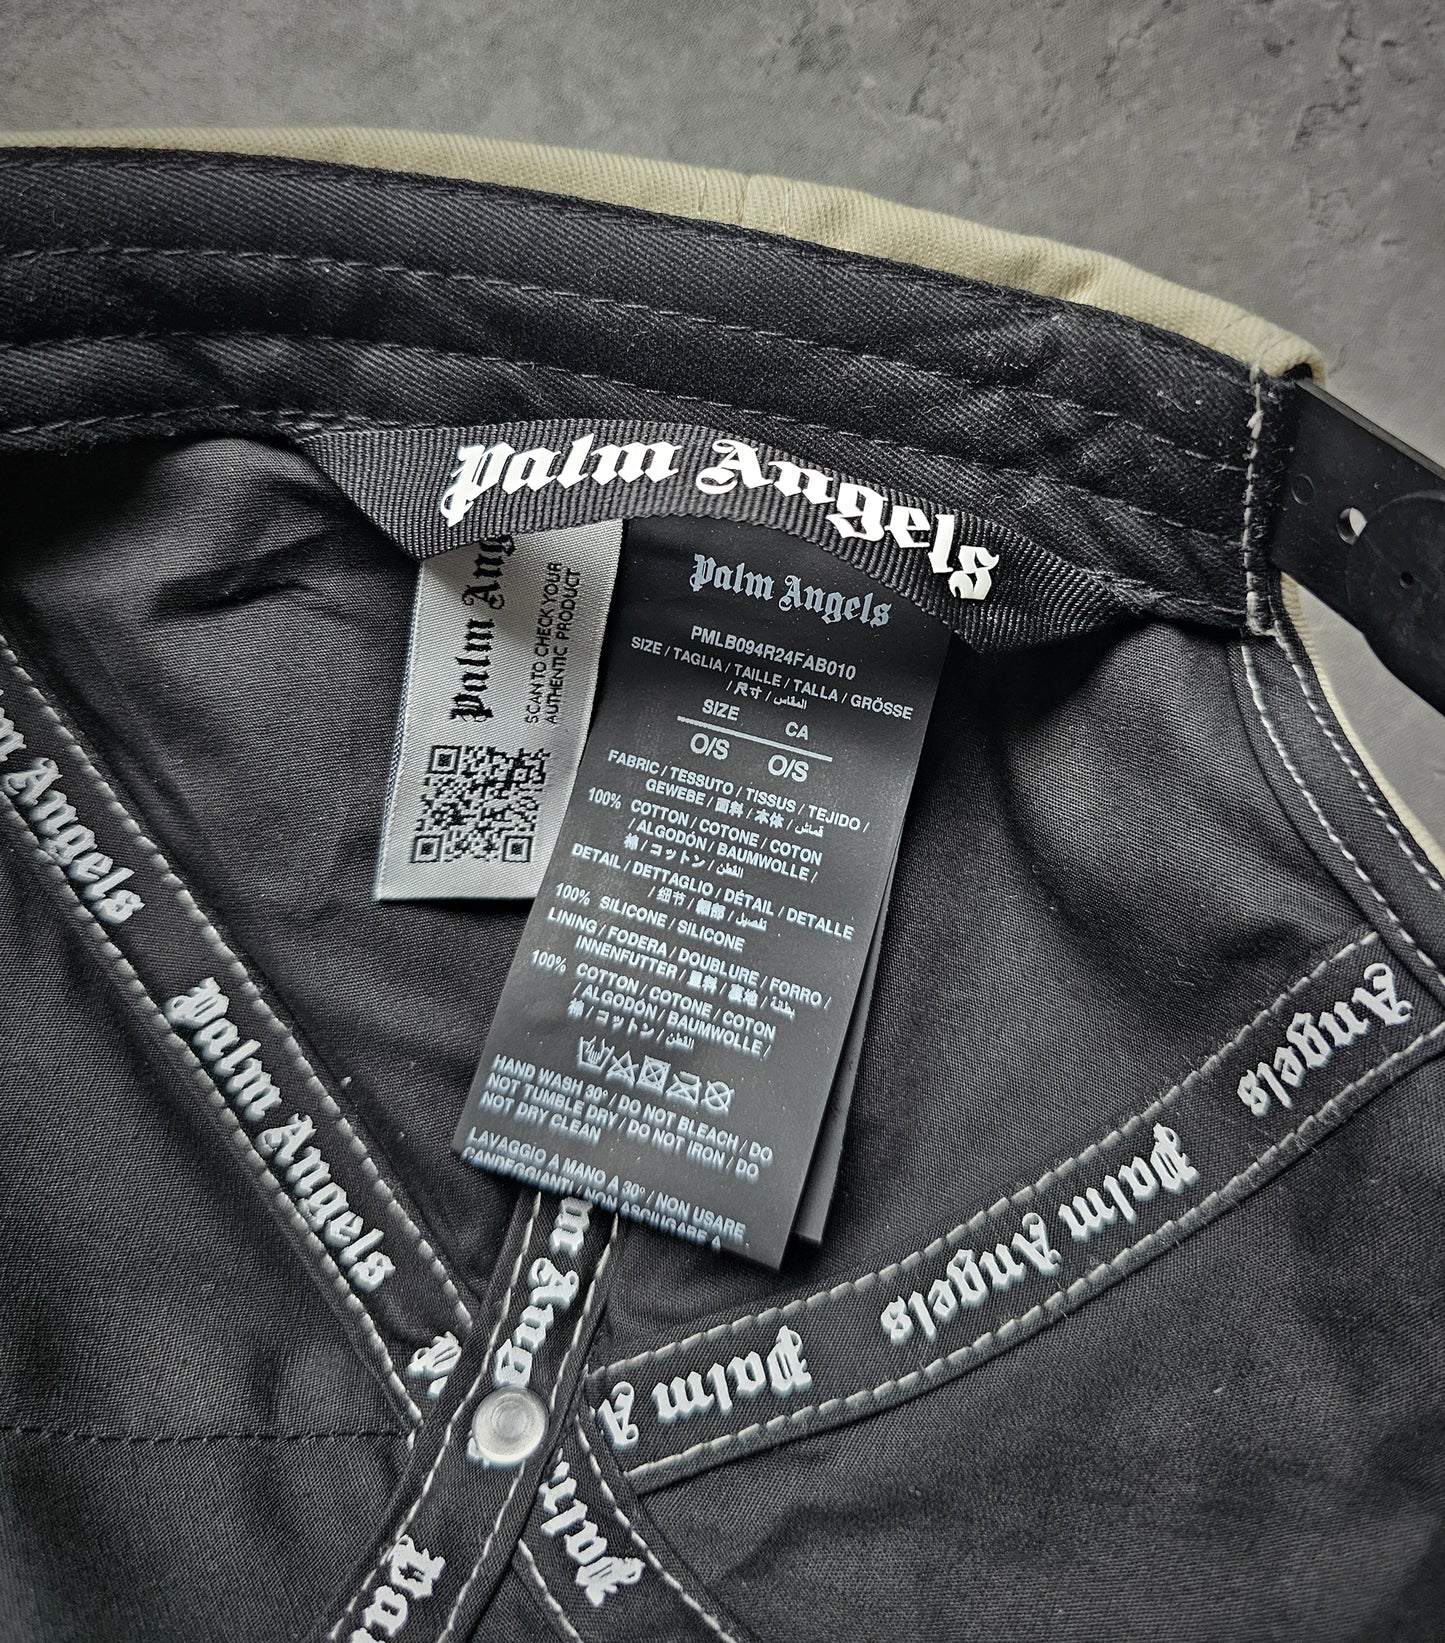 Palm Angels
Palm Ang
SCAN TO CHECK YOUR
AUTHENTIC PRODUCT
Palm Angels
PMLB094R24FAB010
SIZE / TAGLIA / TAILLE / TALLA / GRÖSSE
/ 尺寸 / المقاس
SIZE CA
O/S O/S
FABRIC / TESSUTO / TISSUS / TEJIDO /
GEWEBE / 面料 / 本体 / قماش
100% COTTON / COTONE / COTON
/ ALGODÓN / BAUMWOLLE /
棉 / コットン / القطن
DETAIL / DETTAGLIO / DÉTAIL / DETALLE
/ 细节 / 細部 / تفصيل
100% SILICONE / SILICONE
LINING / FODERA / DOUBLURE / FORRO /
INNENFUTTER / 里料 / 裏地 / بطانة
100% COTTON / COTONE / COTON
/ ALGODÓN / BAUMWOLLE /
棉 / コットン / القطن
HAND WASH 30° / DO NOT BLEACH / DO
NOT TUMBLE DRY / DO NOT IRON / DO
NOT DRY CLEAN
LAVAGGIO A MANO A 30° / NON USARE
CANDEGGIANTI / NON ASCIUGARE A
m Angels
Palm Angels
P
m Ang
Palm A
Palm Angels
Angels
Palm
Pa